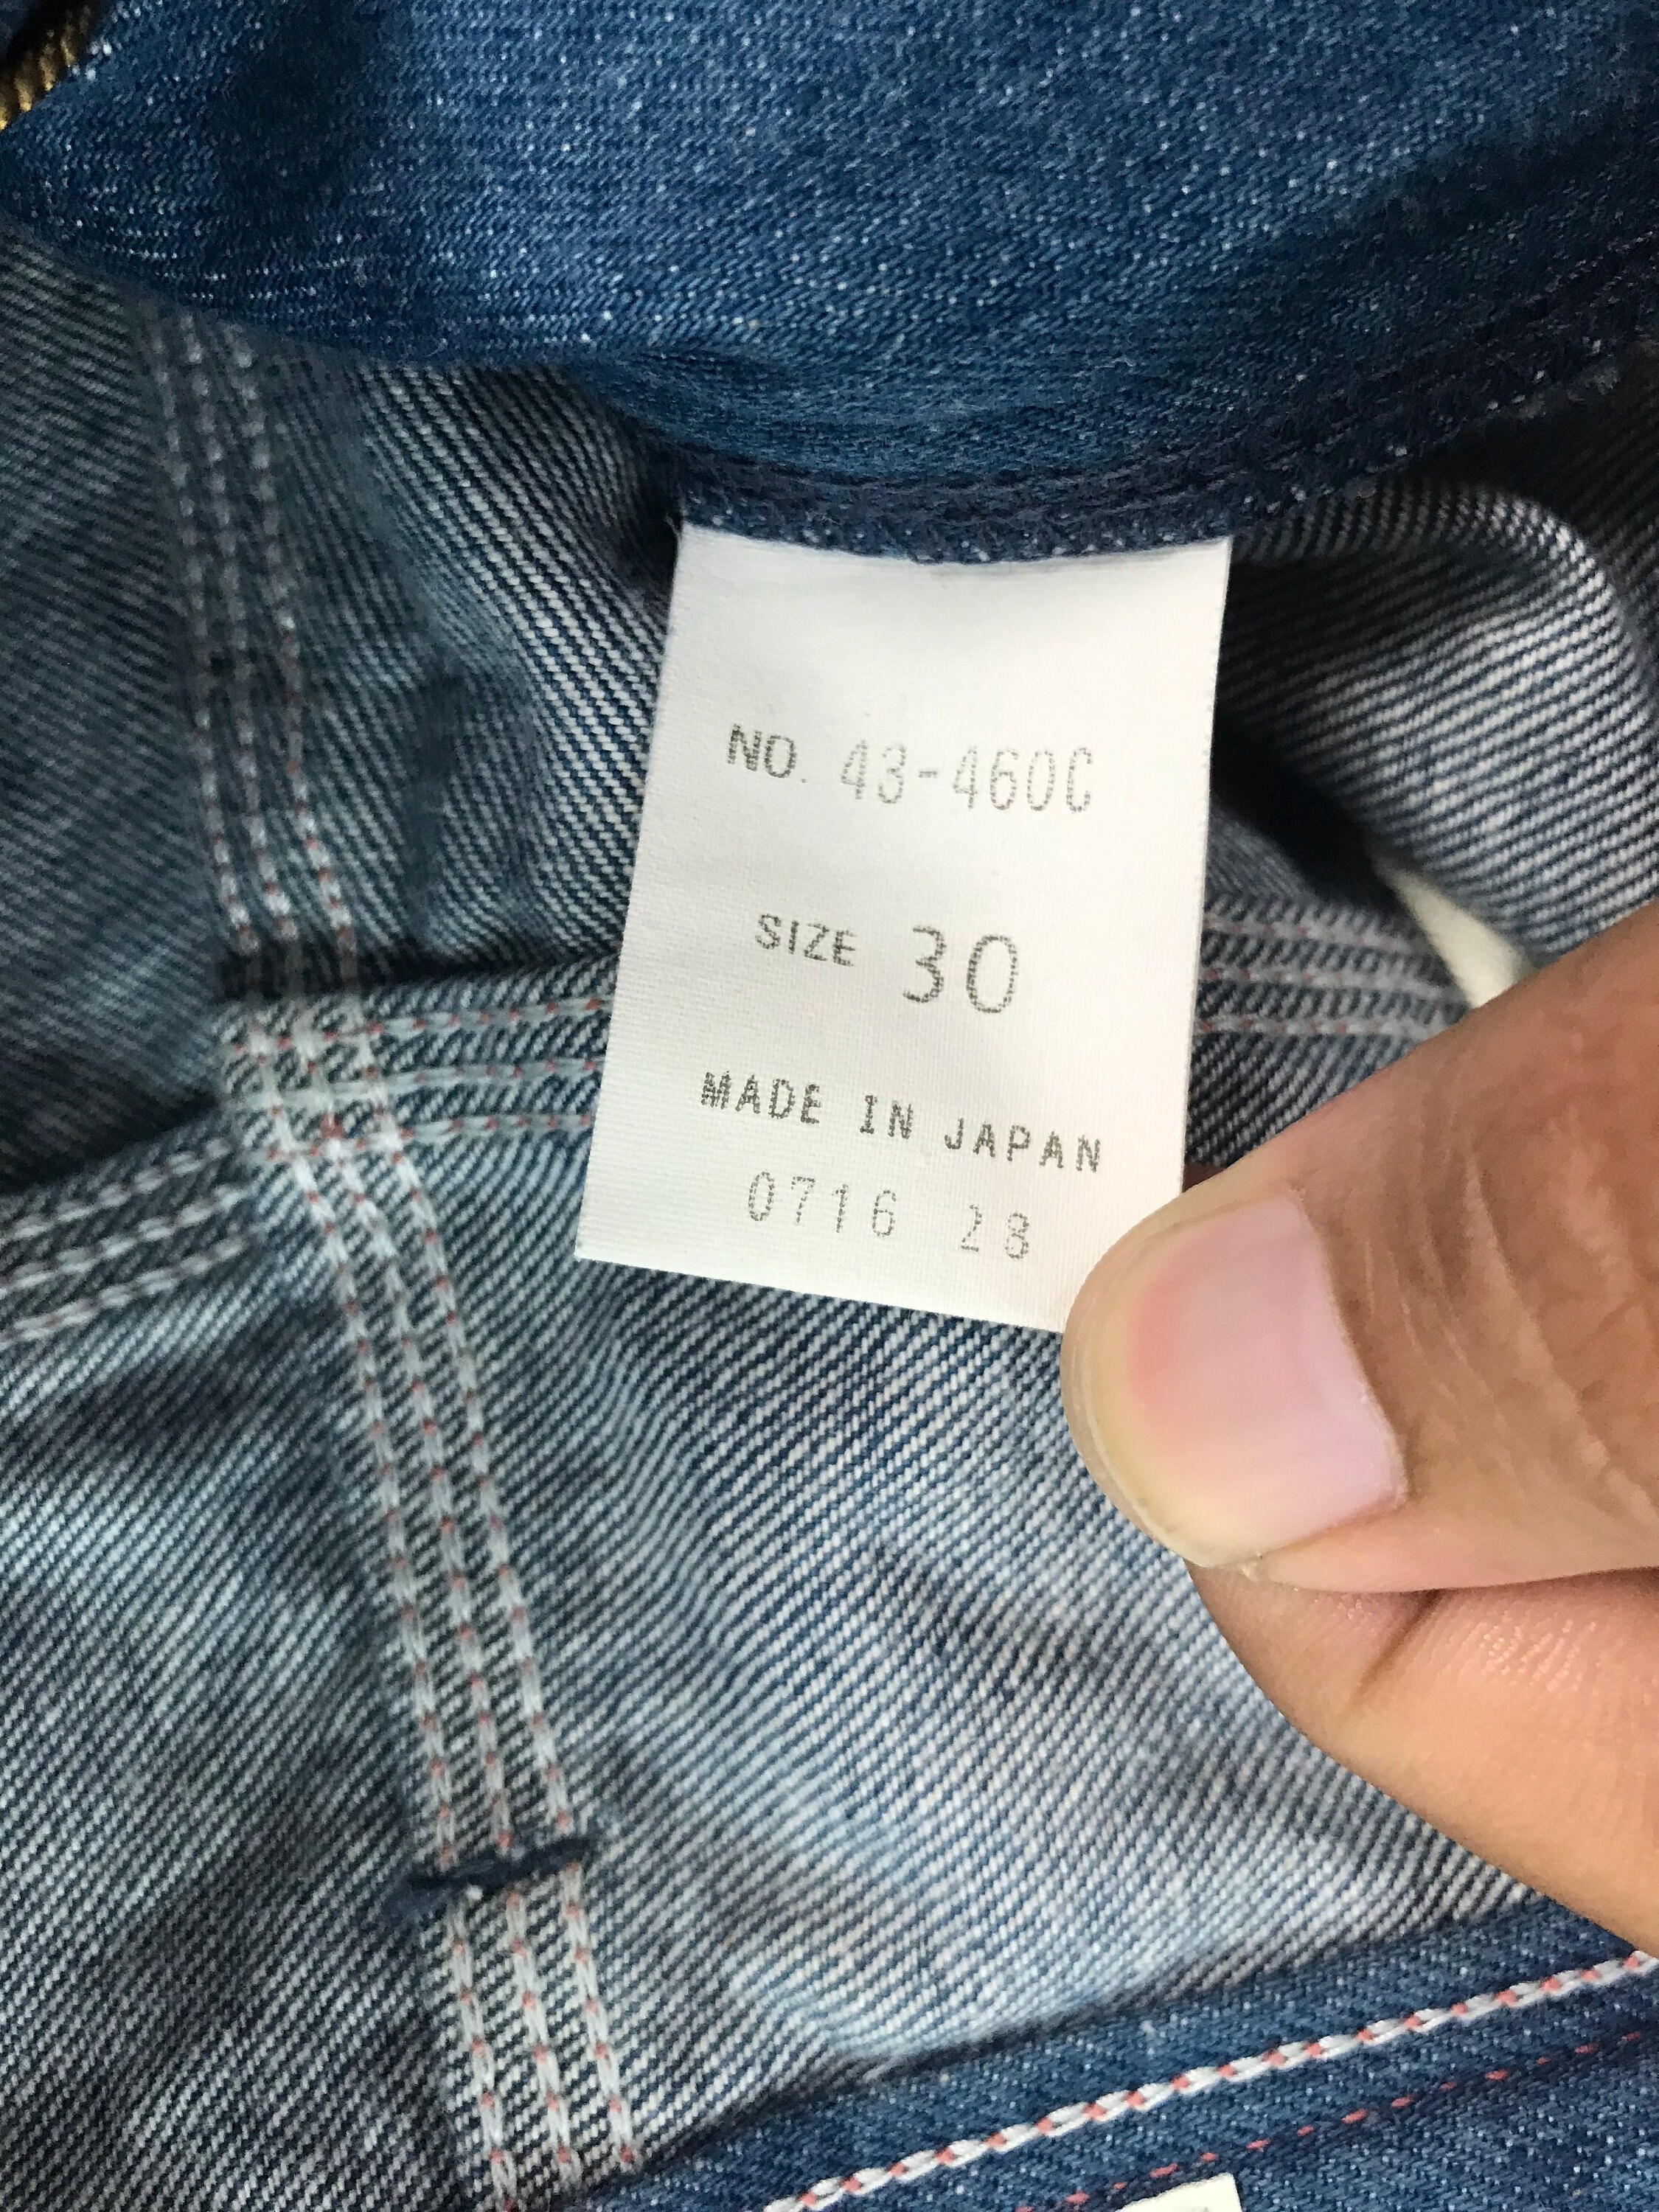 NO. 43-460C
SIZE 30
MADE IN JAPAN
0716 28